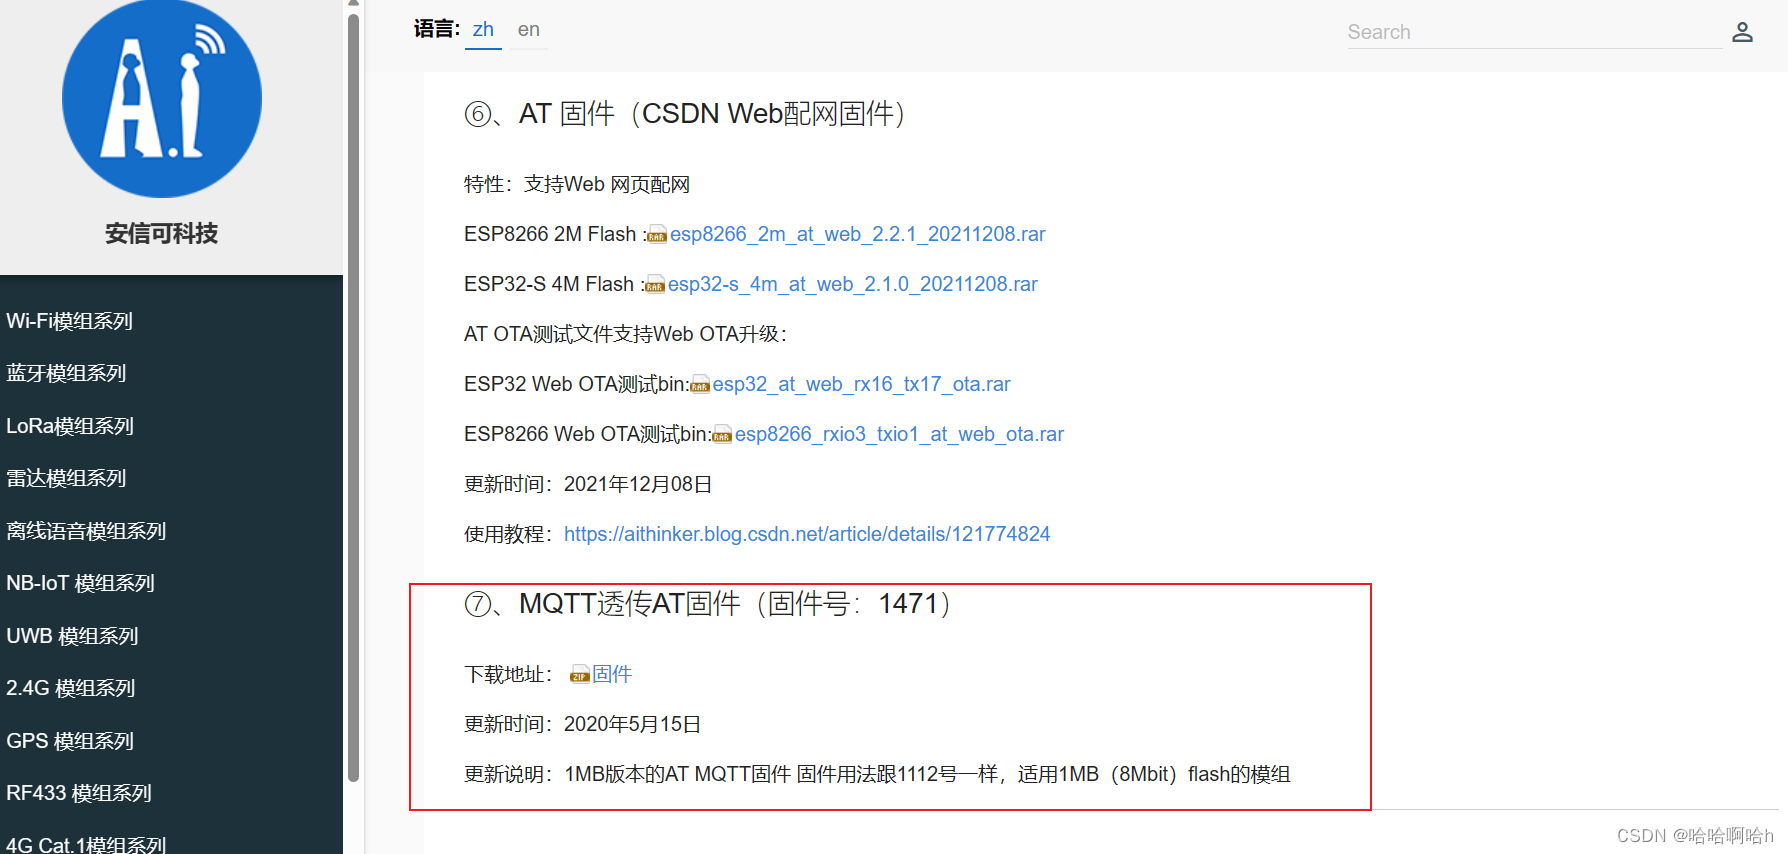 Ai
安信可科技
Wi-Fi模组系列
蓝牙模组系列
LoRa模组系列
雷达模组系列
离线语音模组系列
NB-IoT 模组系列
UWB 模组系列
2.4G 模组系列
GPS 模组系列
RF433 模组系列
4G Cat.1模组系列
语言: zh en
Search
⑥、AT 固件（CSDN Web配网固件）
特性：支持Web 网页配网
ESP8266 2M Flash :RAR esp8266_2m_at_web_2.2.1_20211208.rar
ESP32-S 4M Flash :RAR esp32-s_4m_at_web_2.1.0_20211208.rar
AT OTA测试文件支持Web OTA升级：
ESP32 Web OTA测试bin:RAR esp32_at_web_rx16_tx17_ota.rar
ESP8266 Web OTA测试bin:RAR esp8266_rxio3_txio1_at_web_ota.rar
更新时间：2021年12月08日
使用教程：https://aithinker.blog.csdn.net/article/details/121774824
⑦、MQTT透传AT固件（固件号：1471）
下载地址： ZIP 固件
更新时间：2020年5月15日
更新说明：1MB版本的AT MQTT固件 固件用法跟1112号一样，适用1MB（8Mbit）flash的模组
CSDN @哈哈啊哈h